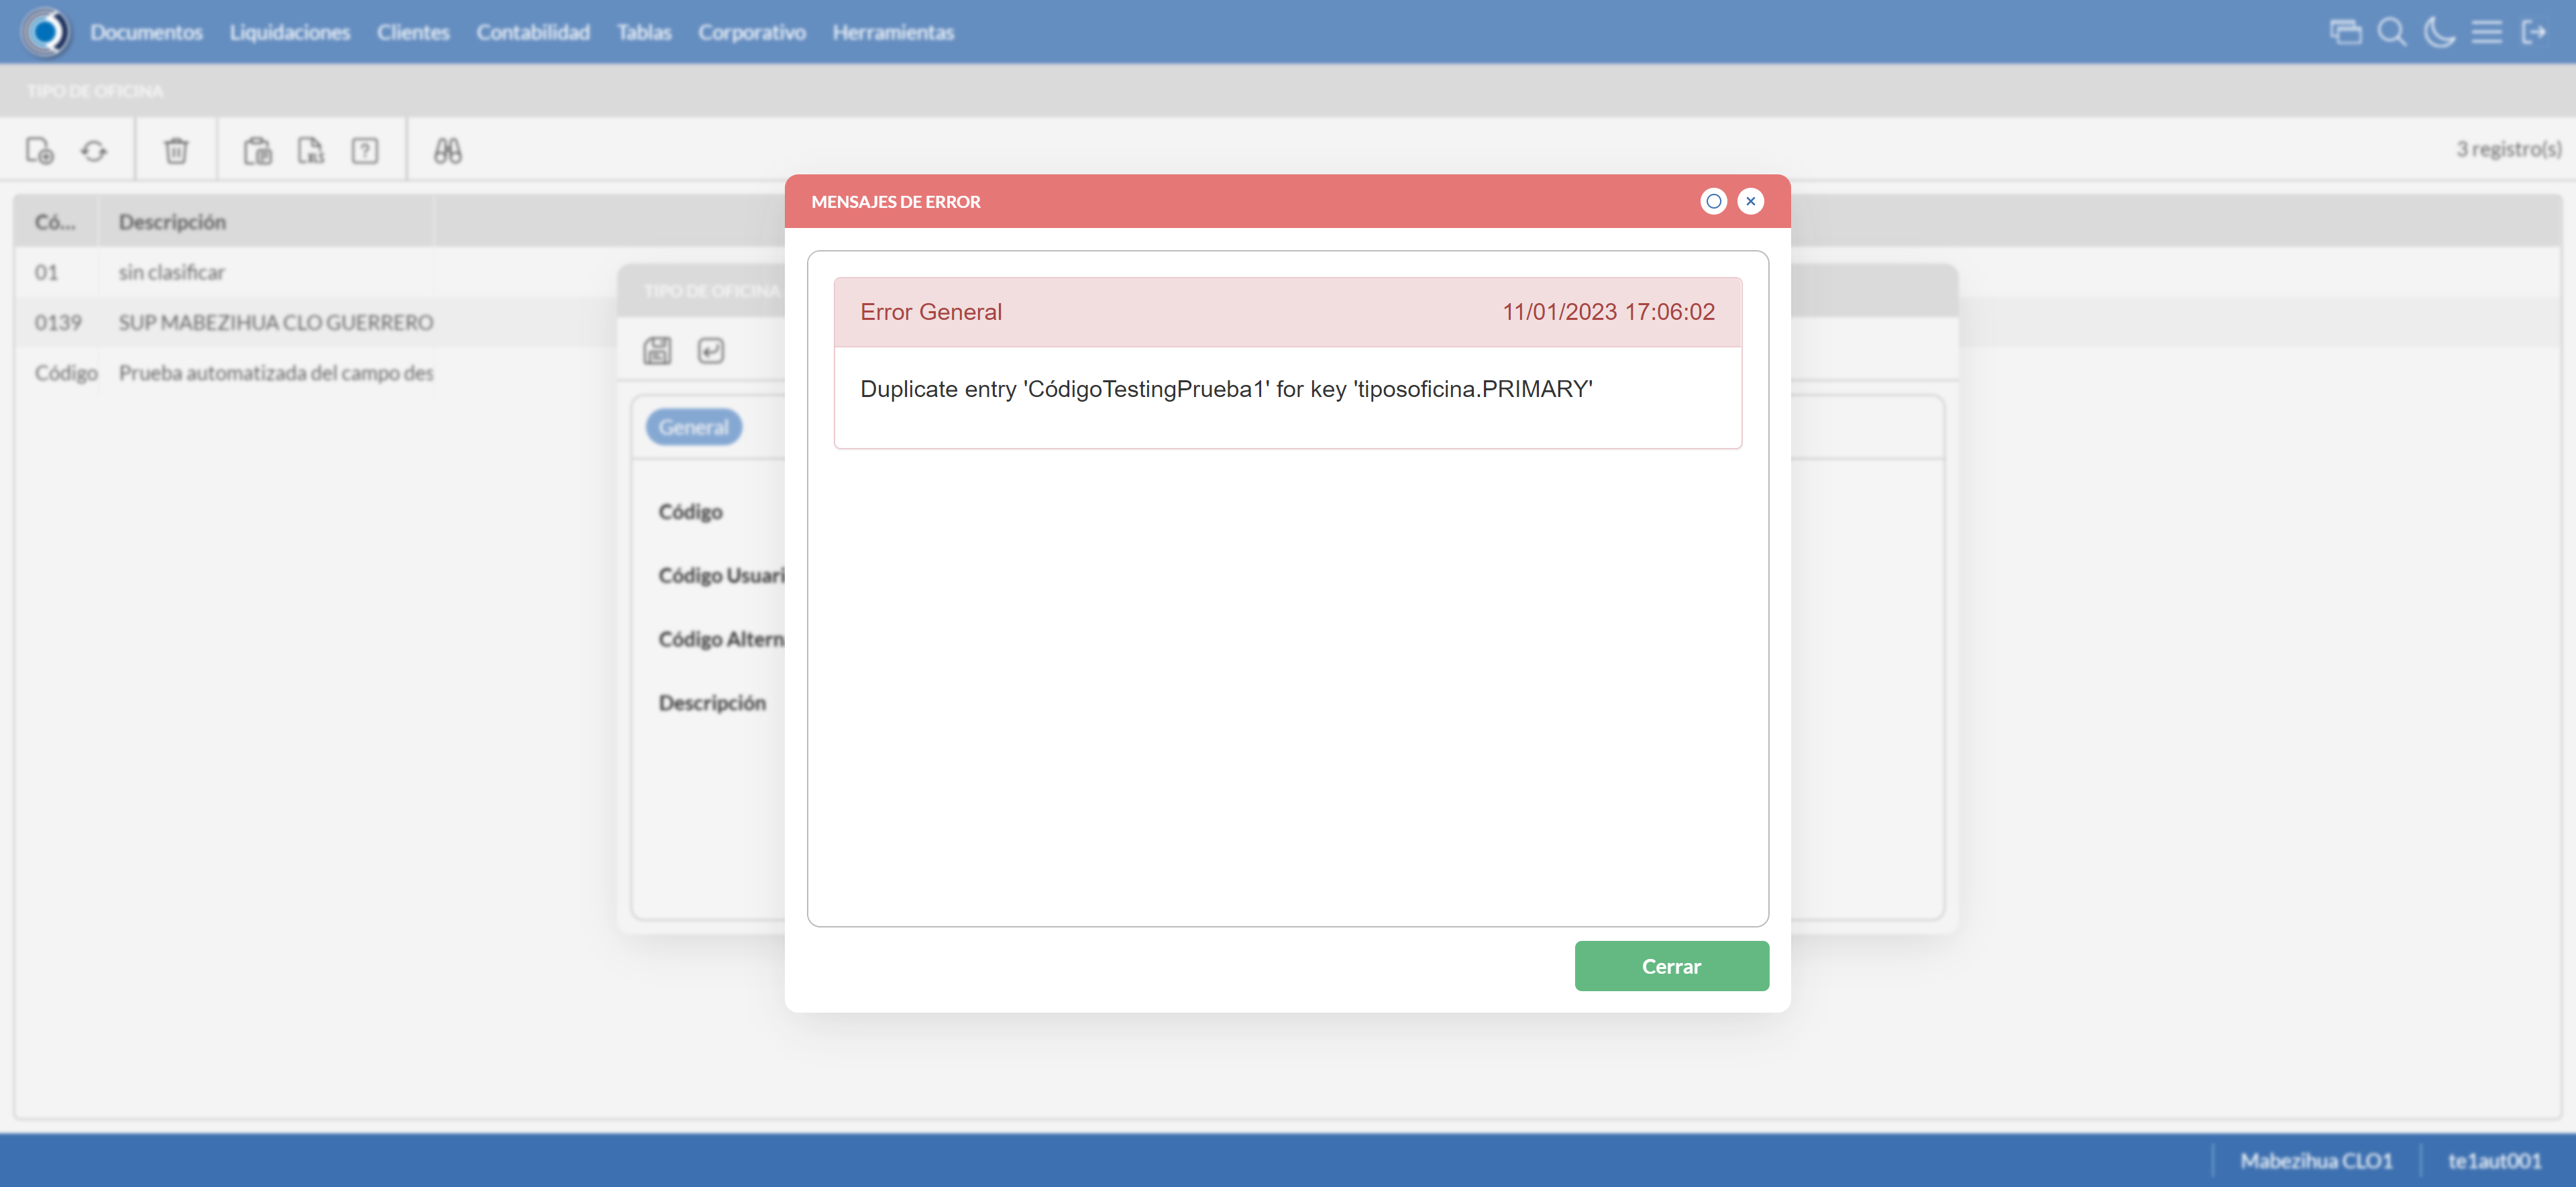 Documentos Liquidaciones Clientes Contabilidad Tablas Corporativo Herramientas
TIPO DE OFICINA
3 registro(s)
Có... Descripción
01 sin clasificar
0139 SUP MABEZIHUA CLO GUERRERO
Código Prueba automatizada del campo des
TIPO DE OFICINA
General
Código
Código Usuari
Código Altern
Descripción
MENSAJES DE ERROR
Error General 11/01/2023 17:06:02
Duplicate entry 'CódigoTestingPrueba1' for key 'tiposoficina.PRIMARY'
Cerrar
Mabezihua CLO1 te1aut001